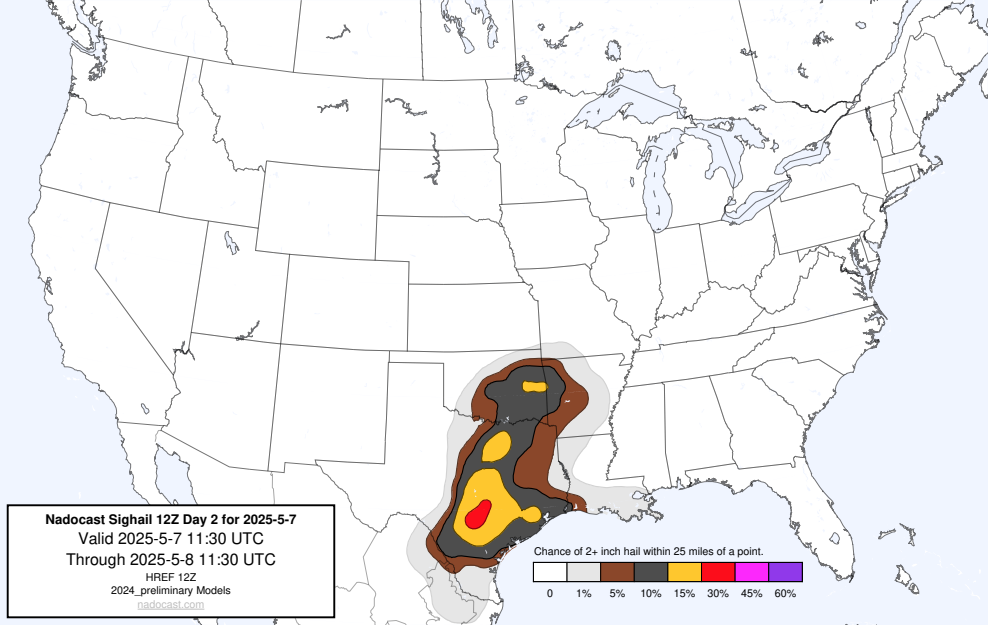 Nadocast Sighail 12Z Day 2 for 2025-5-7
Valid 2025-5-7 11:30 UTC
Through 2025-5-8 11:30 UTC
HREF 12Z
2024_preliminary Models
nadocast.com
Chance of 2+ inch hail within 25 miles of a point.
0 1% 5% 10% 15% 30% 45% 60%